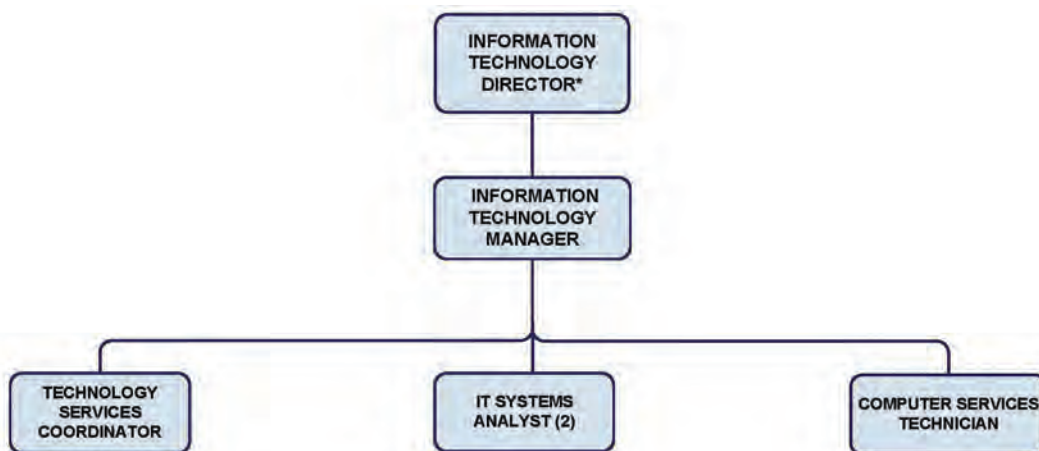 INFORMATION
TECHNOLOGY
DIRECTOR*
INFORMATION
TECHNOLOGY
MANAGER
TECHNOLOGY
SERVICES
COORDINATOR
IT SYSTEMS
ANALYST (2)
COMPUTER SERVICES
TECHNICIAN